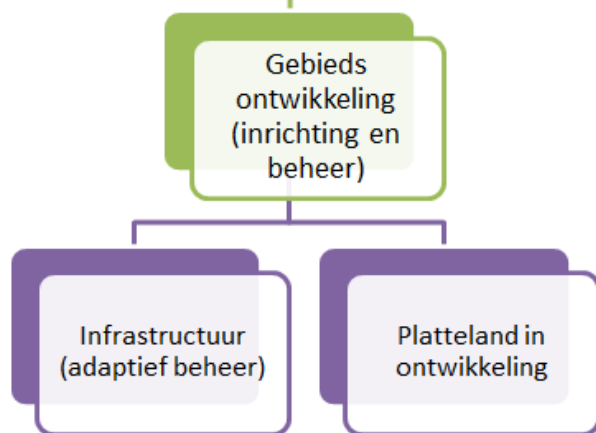 Gebieds
ontwikkeling
(inrichting en
beheer)
Infrastructuur
(adaptief beheer)
Platteland in
ontwikkeling